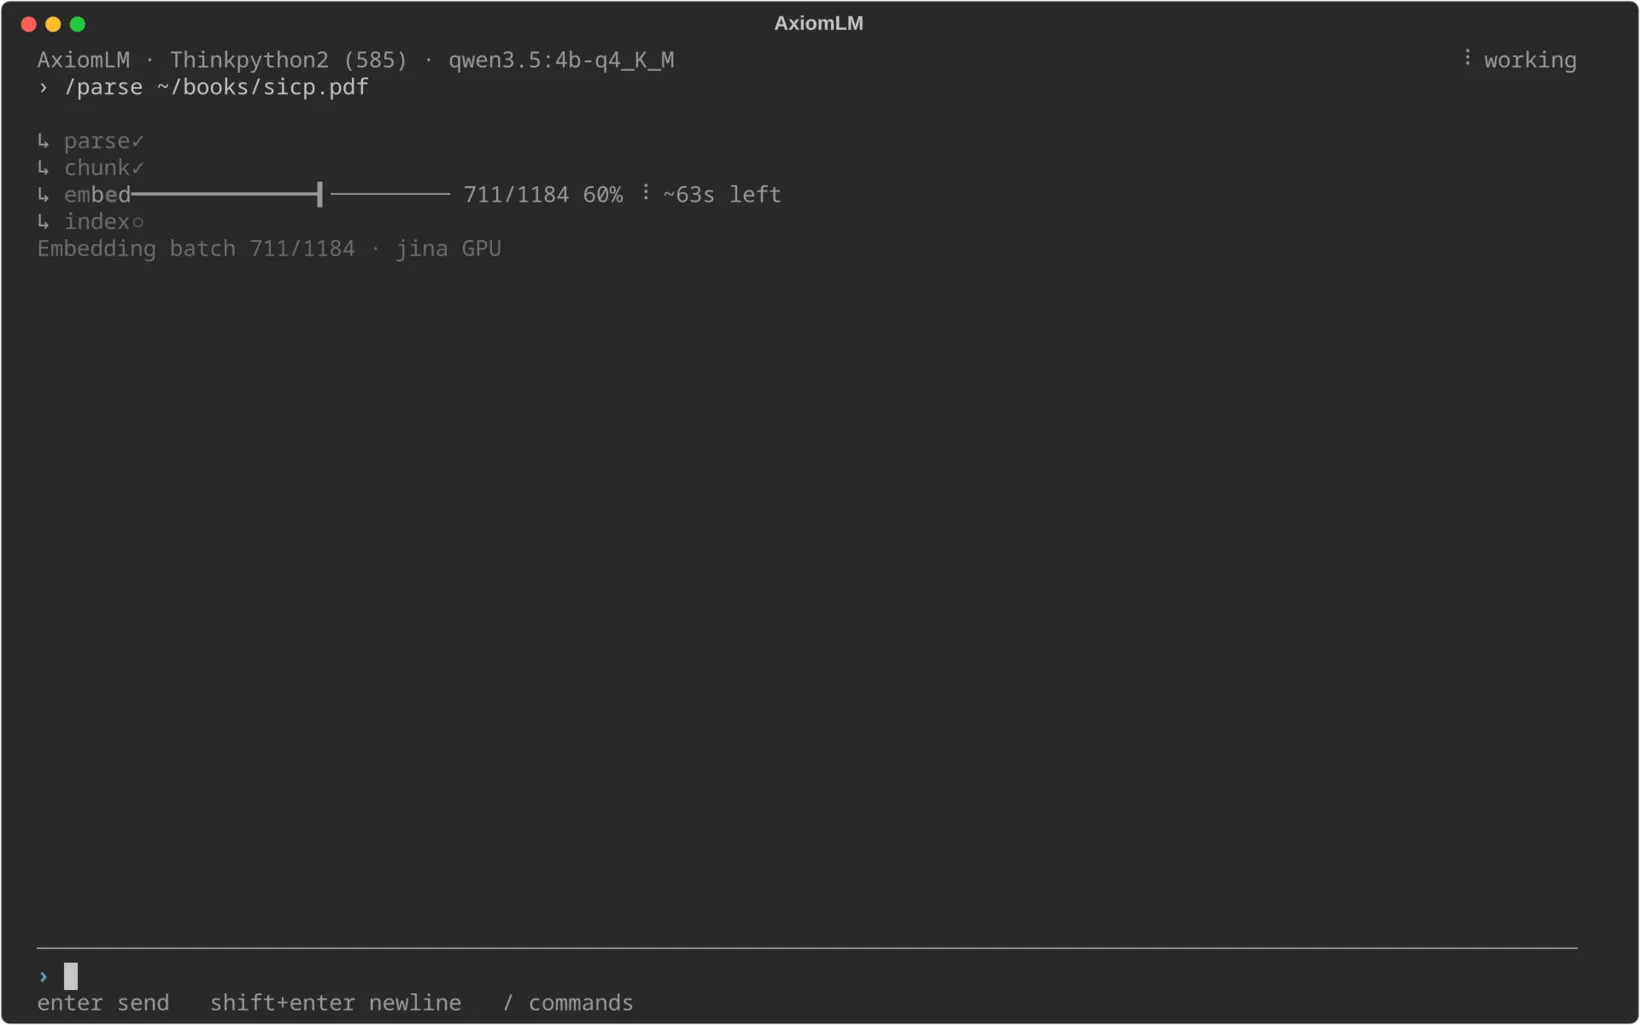 AxiomLM
AxiomLM · Thinkpython2 (585) · qwen3.5:4b-q4_K_M ⠸ working
› /parse ~/books/sicp.pdf
↳ parse✓
↳ chunk✓
↳ embed 711/1184 60% ⠸ ~63s left
↳ index○
Embedding batch 711/1184 · jina GPU
›
enter send shift+enter newline / commands